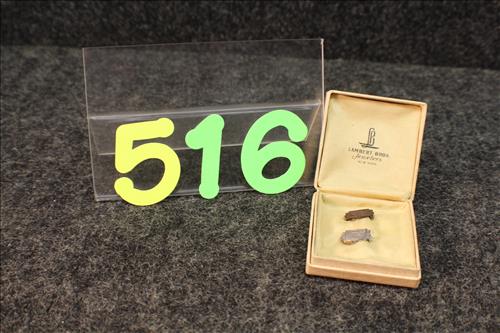 516
LAMBERT BROS.
Jewelers
NEW YORK